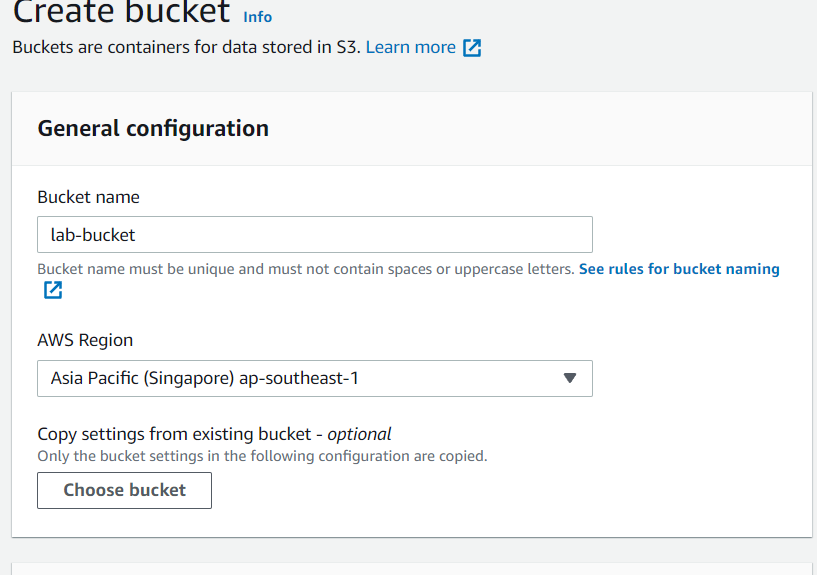 Create bucket Info
Buckets are containers for data stored in S3. Learn more
General configuration
Bucket name
lab-bucket
Bucket name must be unique and must not contain spaces or uppercase letters. See rules for bucket naming
AWS Region
Asia Pacific (Singapore) ap-southeast-1
Copy settings from existing bucket - optional
Only the bucket settings in the following configuration are copied.
Choose bucket